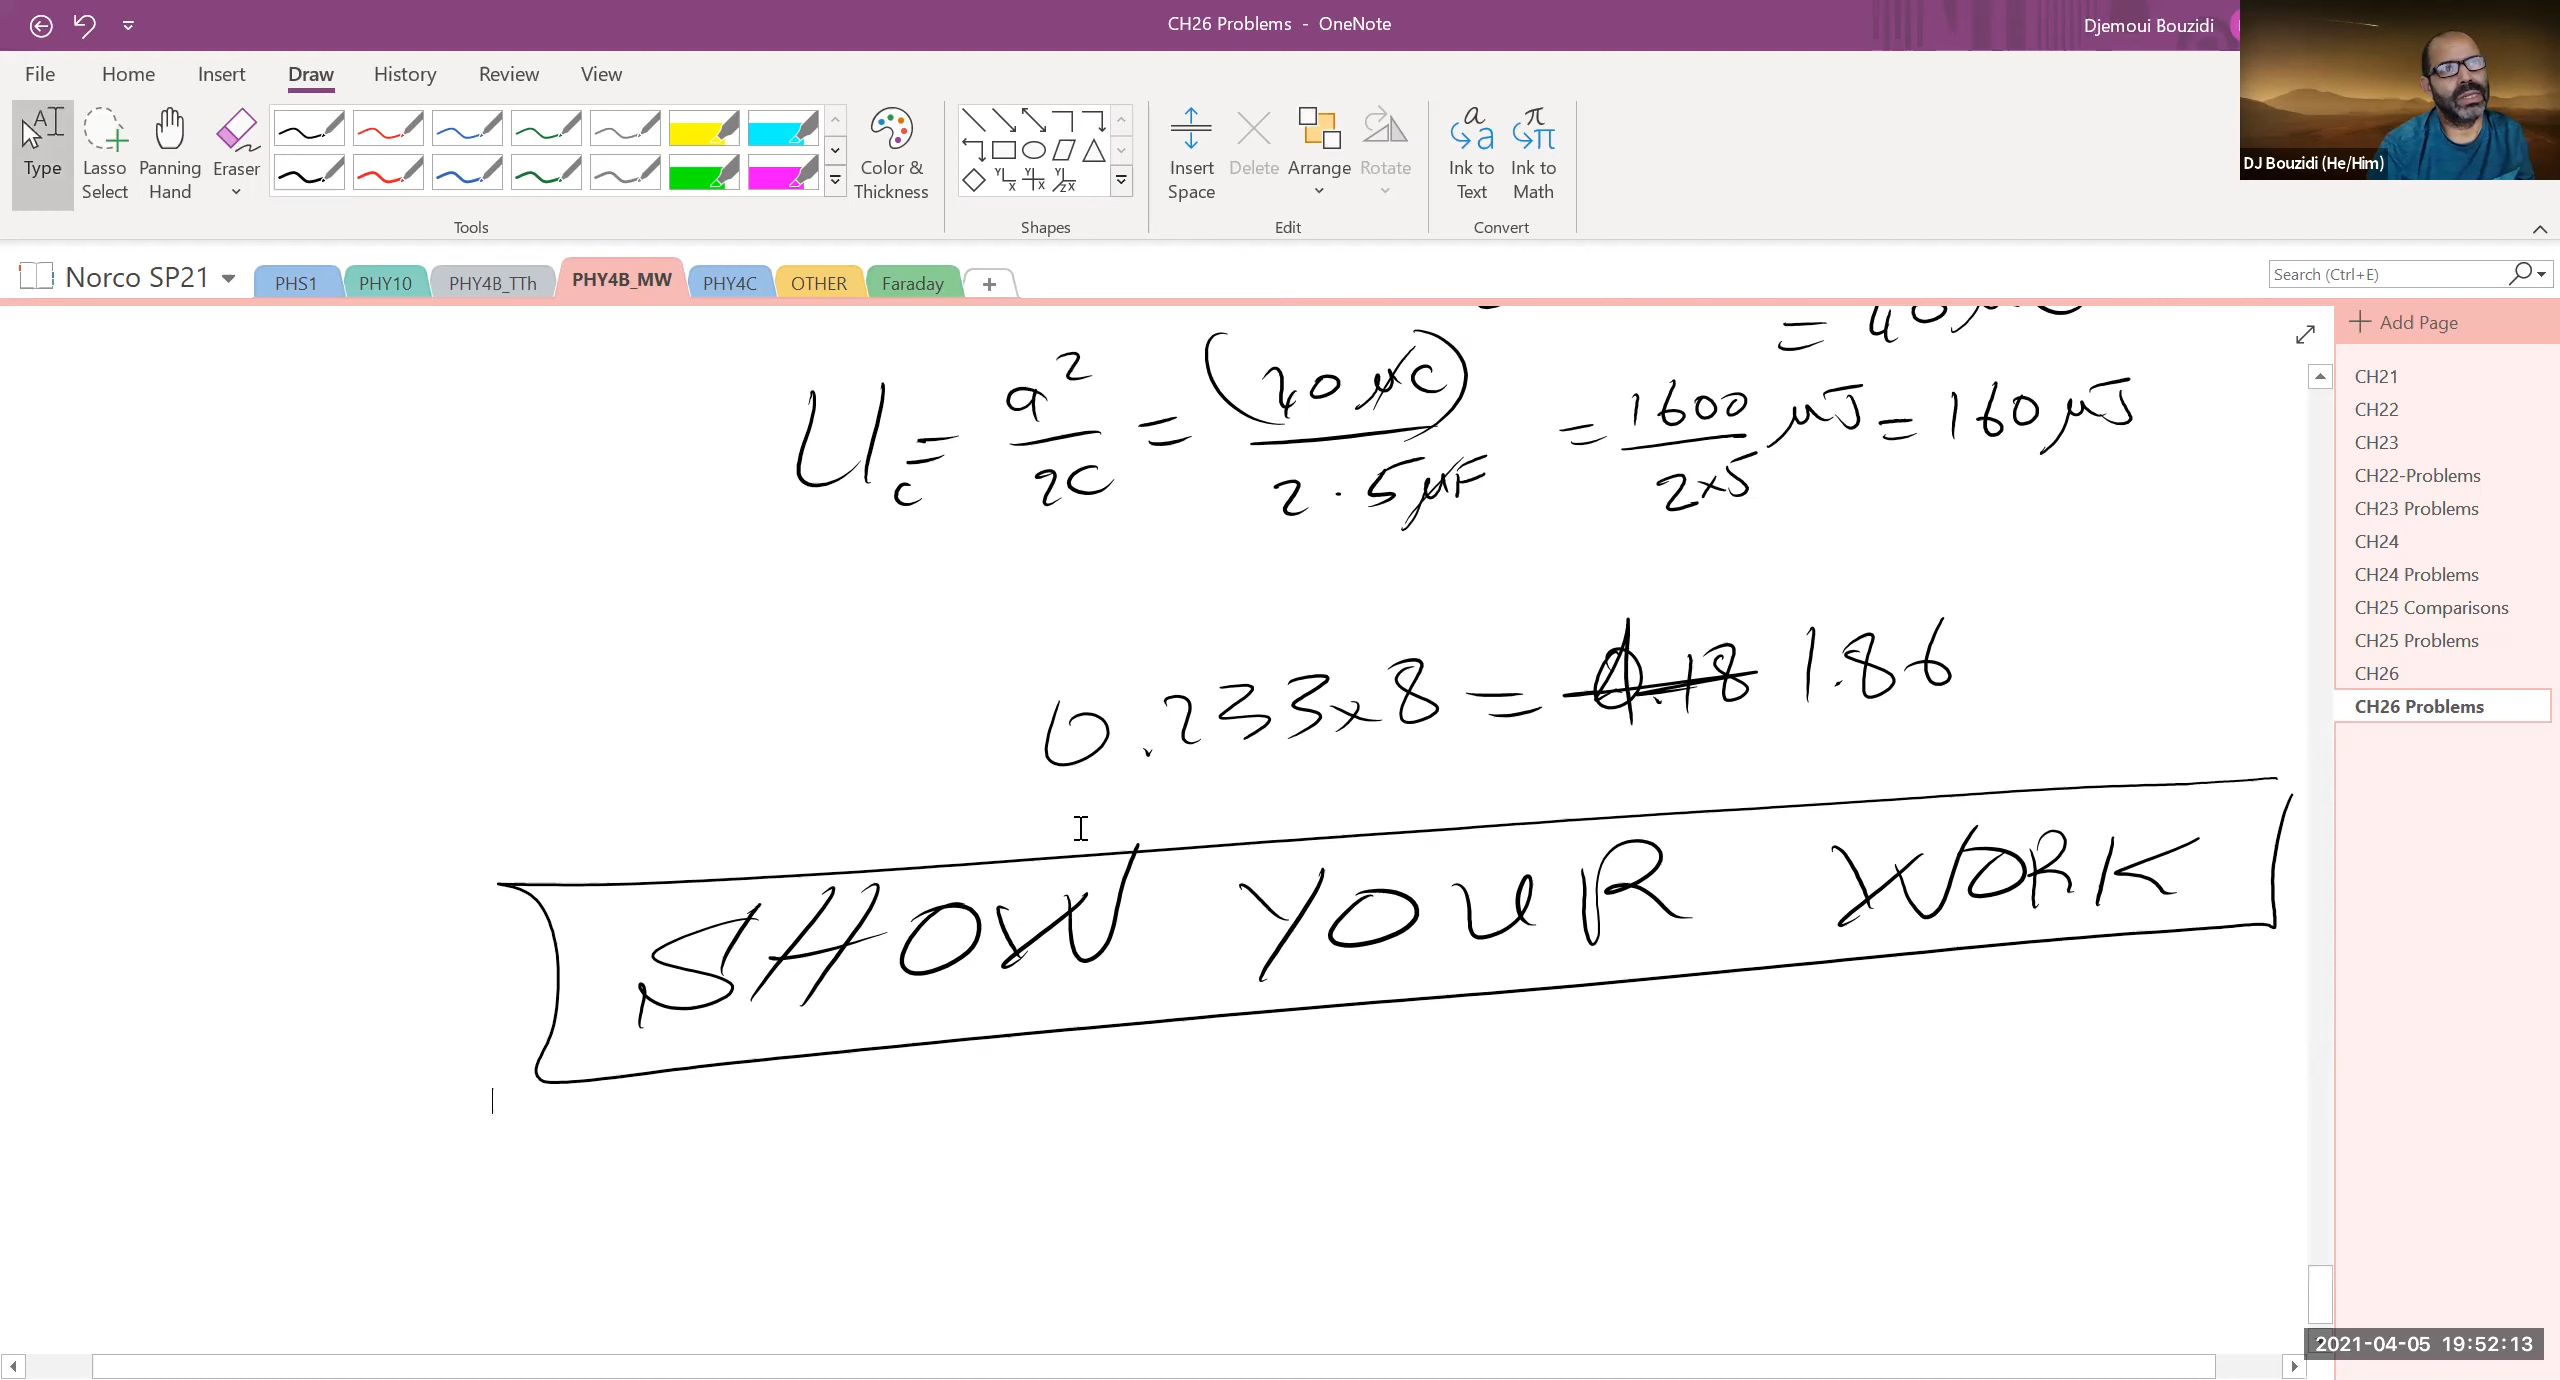 CH26 Problems - OneNote
Djemoui Bouzidi
File Home Insert Draw History Review View
Type
Lasso Select
Panning Hand
Eraser
Color & Thickness
Insert Space
Delete
Arrange
Rotate
Ink to Text
Ink to Math
Tools Shapes Edit Convert
DJ Bouzidi (He/Him)
Norco SP21 PHS1 PHY10 PHY4B_TTh PHY4B_MW PHY4C OTHER Faraday +
Search (Ctrl+E)
Add Page
CH21
CH22
CH23
CH22-Problems
CH23 Problems
CH24
CH24 Problems
CH25 Comparisons
CH25 Problems
CH26
CH26 Problems
= 40
U_c = q²/2C = (40 μC)/2 · 5 μF = 1600/2×5 μJ = 160 μJ
0.233 × 8 = 1.86
SHOW YOUR WORK
2021-04-05 19:52:13